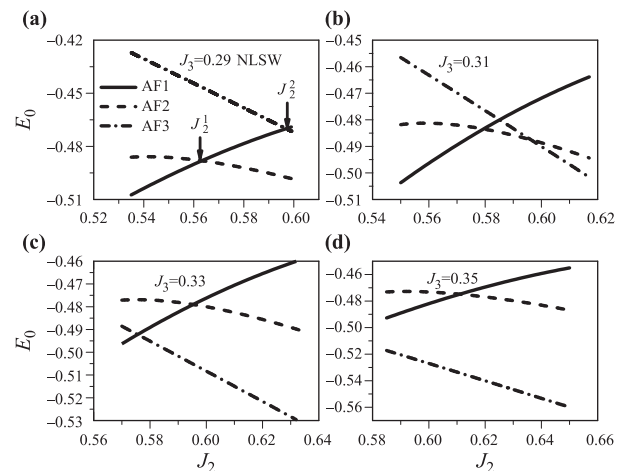 (a)
−0.42
−0.45
−0.48
−0.51
0.52 0.54 0.56 0.58 0.60
E₀
J₃=0.29 NLSW
AF1
AF2
AF3
J₂¹
J₂²
(b)
−0.45
−0.46
−0.47
−0.48
−0.49
−0.50
−0.51
0.54 0.56 0.58 0.60 0.62
J₃=0.31
(c)
−0.46
−0.47
−0.48
−0.49
−0.50
−0.51
−0.53
0.56 0.58 0.60 0.62 0.64
E₀
J₂
J₃=0.33
(d)
−0.46
−0.48
−0.50
−0.52
−0.54
−0.56
0.58 0.60 0.62 0.64 0.66
J₂
J₃=0.35